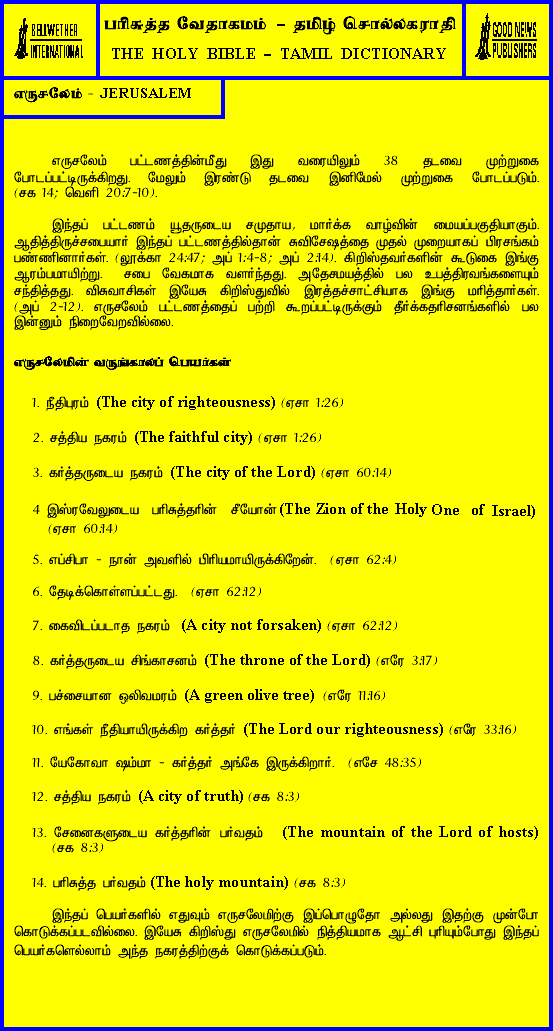 BELLWETHER
INTERNATIONAL
பரிசுத்த வேதாகமம் – தமிழ் சொல்லகராதி
THE HOLY BIBLE – TAMIL DICTIONARY
GOOD NEWS
PUBLISHERS
எருசலேம் - JERUSALEM
எருசலேம் பட்டணத்தின்மீது இது வரையிலும் 38 தடவை முற்றுகை
போடப்பட்டிருக்கிறது. மேலும் இரண்டு தடவை இனிமேல் முற்றுகை போடப்படும்.
(சக 14; வெளி 20:7-10).
இந்தப் பட்டணம் யூதருடைய சமுதாய, மார்க்க வாழ்வின் மையப்பகுதியாகும்.
ஆதித்திருச்சபையார் இந்தப் பட்டணத்தில்தான் சுவிசேஷத்தை முதல் முறையாகப் பிரசங்கம்
பண்ணினார்கள். (லூக்கா 24:47; அப் 1:4-8; அப் 2:14). கிறிஸ்தவர்களின் கூடுகை இங்கு
ஆரம்பமாயிற்று. சபை வேகமாக வளர்ந்தது. அதேசமயத்தில் பல உபத்திரவங்களையும்
சந்தித்தது. விசுவாசிகள் இயேசு கிறிஸ்துவில் இரத்தச்சாட்சியாக இங்கு மரித்தார்கள்.
(அப் 2-12). எருசலேம் பட்டணத்தைப் பற்றி கூறப்பட்டிருக்கும் தீர்க்கதரிசனங்களில் பல
இன்னும் நிறைவேறவில்லை.
எருசலேமின் வருங்காலப் பெயர்கள்
1. நீதிபுரம் (The city of righteousness) (ஏசா 1:26)
2. சத்திய நகரம் (The faithful city) (ஏசா 1:26)
3. கர்த்தருடைய நகரம் (The city of the Lord) (ஏசா 60:14)
4 இஸ்ரவேலுடைய பரிசுத்தரின் சீயோன் (The Zion of the Holy One of Israel)
(ஏசா 60:14)
5. எப்சிபா - நான் அவளில் பிரியமாயிருக்கிறேன். (ஏசா 62:4)
6. தேடிக்கொள்ளப்பட்டது. (ஏசா 62:12)
7. கைவிடப்படாத நகரம் (A city not forsaken) (ஏசா 62:12)
8. கர்த்தருடைய சிங்காசனம் (The throne of the Lord) (எரே 3:17)
9. பச்சையான ஒலிவமரம் (A green olive tree) (எரே 11:16)
10. எங்கள் நீதியாயிருக்கிற கர்த்தர் (The Lord our righteousness) (எரே 33:16)
11. யேகோவா ஷம்மா - கர்த்தர் அங்கே இருக்கிறார். (எசே 48:35)
12. சத்திய நகரம் (A city of truth) (சக 8:3)
13. சேனைகளுடைய கர்த்தரின் பர்வதம் (The mountain of the Lord of hosts)
(சக 8:3)
14. பரிசுத்த பர்வதம் (The holy mountain) (சக 8:3)
இந்தப் பெயர்களில் எதுவும் எருசலேமிற்கு இப்பொழுதோ அல்லது இதற்கு முன்போ
கொடுக்கப்படவில்லை. இயேசு கிறிஸ்து எருசலேமில் நித்தியமாக ஆட்சி புரியும்போது இந்தப்
பெயர்களெல்லாம் அந்த நகரத்திற்குக் கொடுக்கப்படும்.